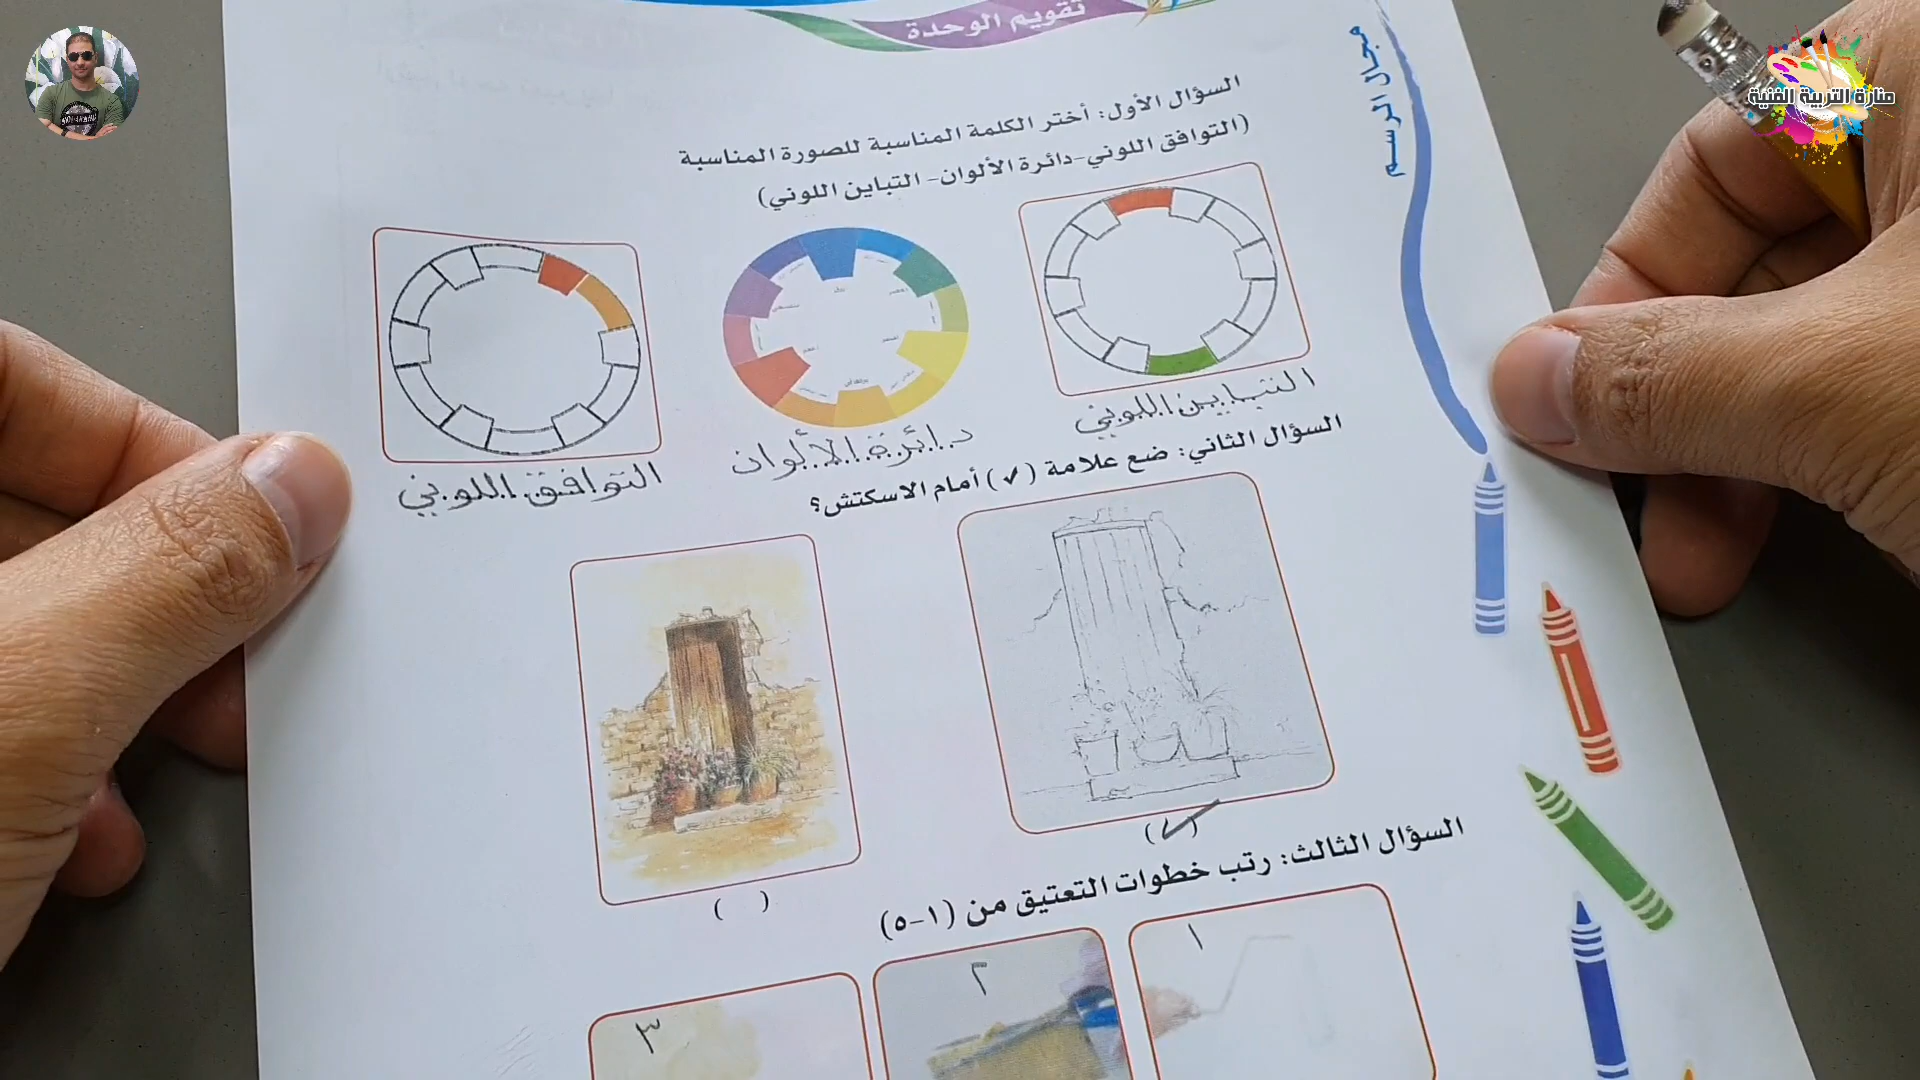 تقويم الوحدة
مجال الرسم
منارة التربية الفنية
السؤال الأول: أختر الكلمة المناسبة للصورة المناسبة
(التوافق اللوني-دائرة الألوان- التباين اللوني)
التباين اللوني
دائرة الألوان
التوافق اللوني
السؤال الثاني: ضع علامة (✓) أمام الاسكتش؟
(✓)
( )
السؤال الثالث: رتب خطوات التعتيق من (١-٥)
١
٢
٣